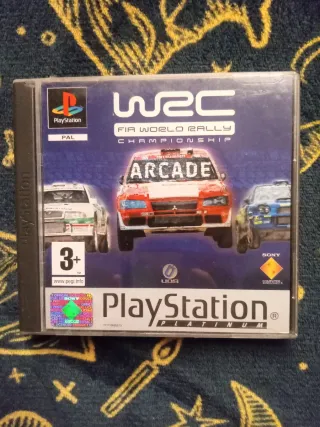 PlayStation
PAL
WRC
FIA WORLD RALLY
CHAMPIONSHIP
ARCADE
3+
www.pegi.info
SONY
PlayStation
PLATINUM